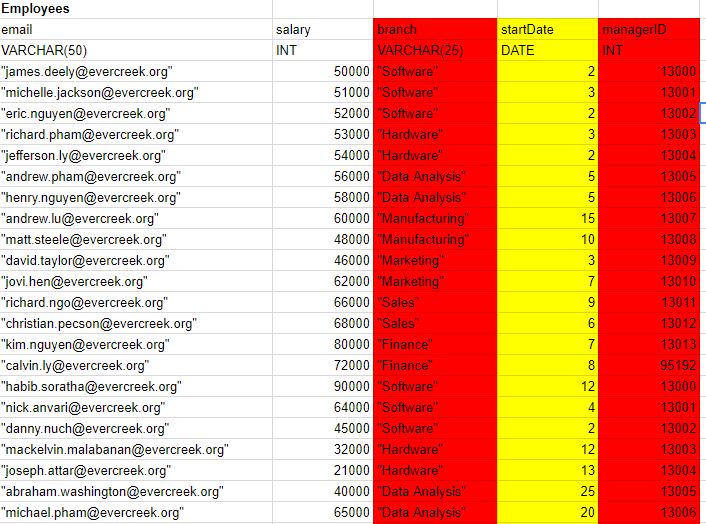 Employees
email salary branch startDate managerID
VARCHAR(50) INT VARCHAR(25) DATE INT
"james.deely@evercreek.org" 50000 "Software" 2 13000
"michelle.jackson@evercreek.org" 51000 "Software" 3 13001
"eric.nguyen@evercreek.org" 52000 "Software" 2 13002
"richard.pham@evercreek.org" 53000 "Hardware" 3 13003
"jefferson.ly@evercreek.org" 54000 "Hardware" 2 13004
"andrew.pham@evercreek.org" 56000 "Data Analysis" 5 13005
"henry.nguyen@evercreek.org" 58000 "Data Analysis" 5 13006
"andrew.lu@evercreek.org" 60000 "Manufacturing" 15 13007
"matt.steele@evercreek.org" 48000 "Manufacturing" 10 13008
"david.taylor@evercreek.org" 46000 "Marketing" 3 13009
"jovi.hen@evercreek.org" 62000 "Marketing" 7 13010
"richard.ngo@evercreek.org" 66000 "Sales" 9 13011
"christian.pecson@evercreek.org" 68000 "Sales" 6 13012
"kim.nguyen@evercreek.org" 80000 "Finance" 7 13013
"calvin.ly@evercreek.org" 72000 "Finance" 8 95192
"habib.soratha@evercreek.org" 90000 "Software" 12 13000
"nick.anvari@evercreek.org" 64000 "Software" 4 13001
"danny.nuch@evercreek.org" 45000 "Software" 2 13002
"mackelvin.malabanan@evercreek.org" 32000 "Hardware" 12 13003
"joseph.attar@evercreek.org" 21000 "Hardware" 13 13004
"abraham.washington@evercreek.org" 40000 "Data Analysis" 25 13005
"michael.pham@evercreek.org" 65000 "Data Analysis" 20 13006